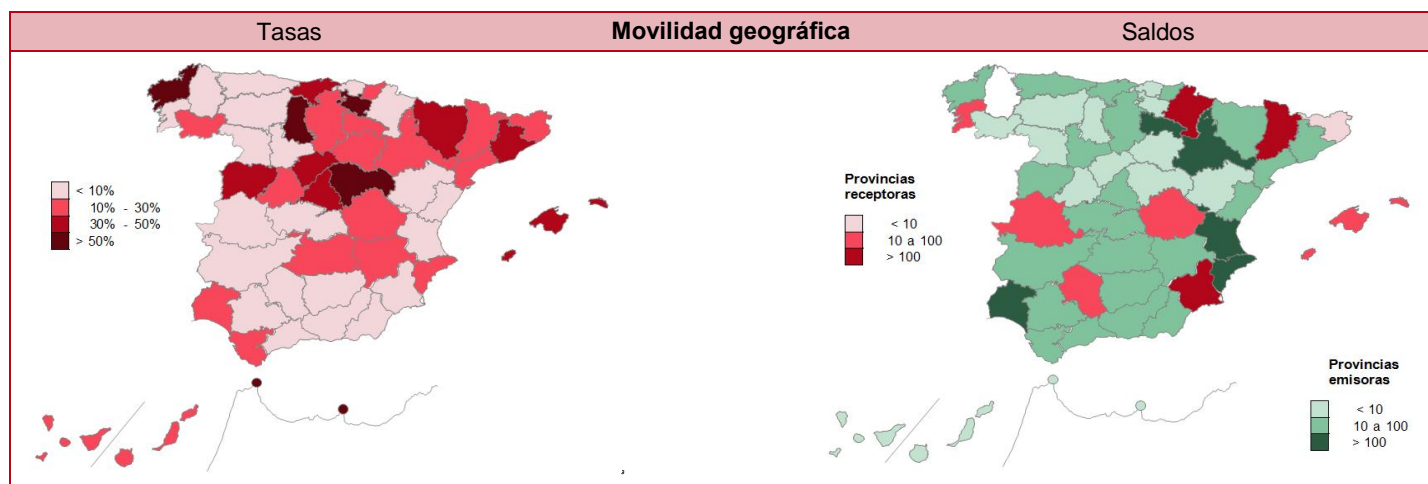 Tasas Movilidad geográfica Saldos
< 10%
10% - 30%
30% - 50%
> 50%
Provincias
receptoras
< 10
10 a 100
> 100
Provincias
emisoras
< 10
10 a 100
> 100